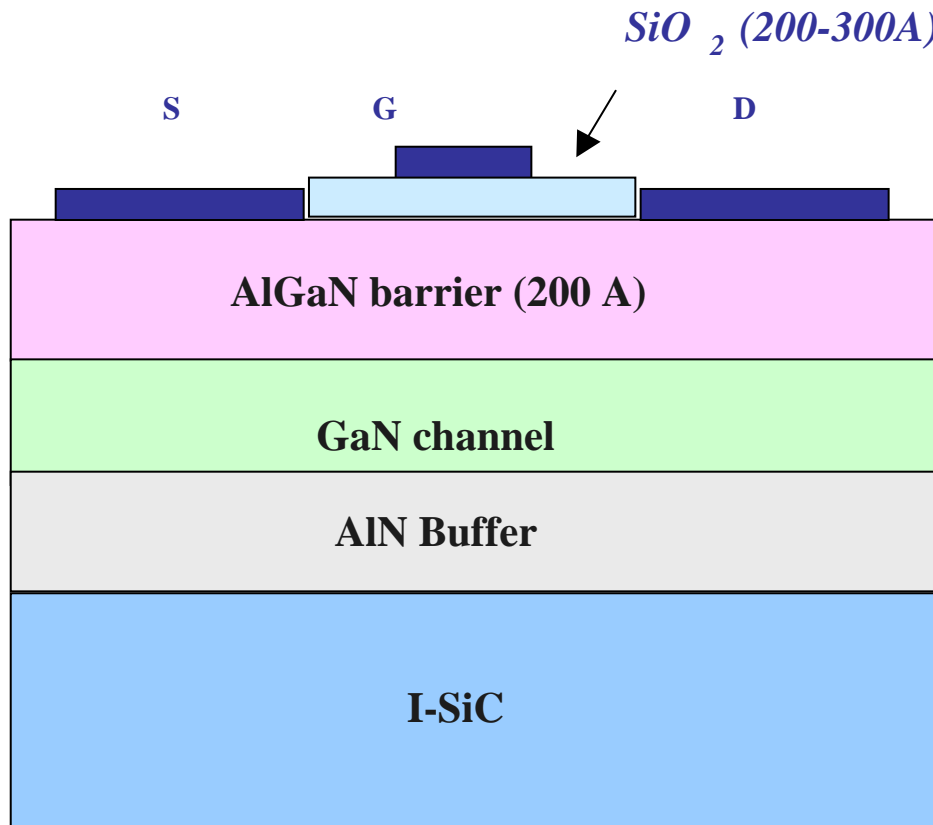 SiO 2 (200-300A)
S G D
AlGaN barrier (200 A)
GaN channel
AlN Buffer
I-SiC